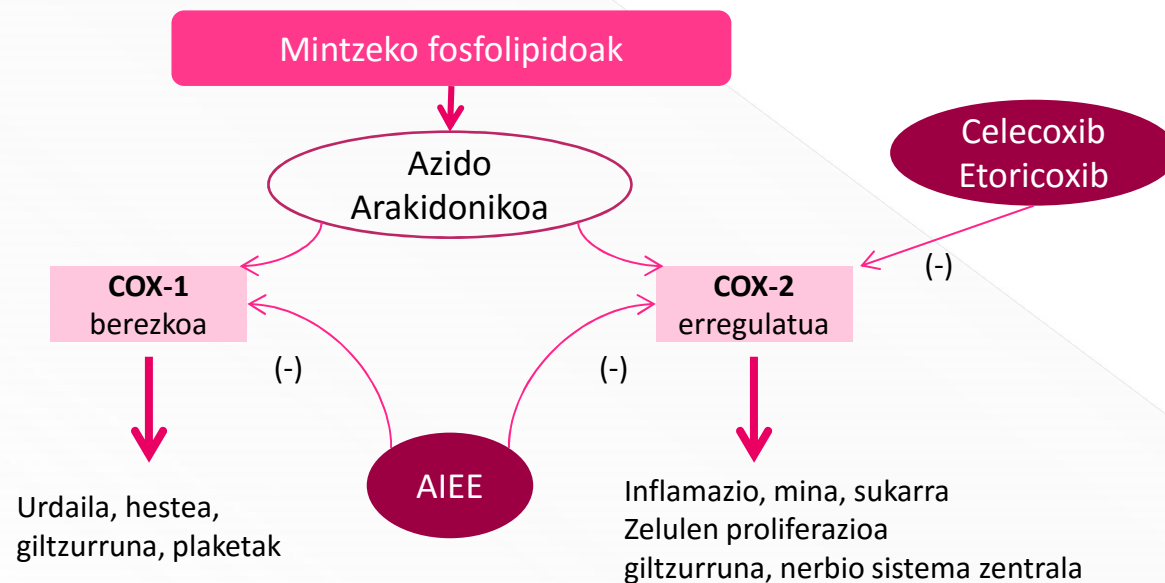 Mintzeko fosfolipidoak
Azido
Arakidonikoa
Celecoxib
Etoricoxib
(-)
COX-1
berezkoa
COX-2
erregulatua
(-)
(-)
AIEE
Urdaila, hestea,
giltzurruna, plaketak
Inflamazio, mina, sukarra
Zelulen proliferazioa
giltzurruna, nerbio sistema zentrala